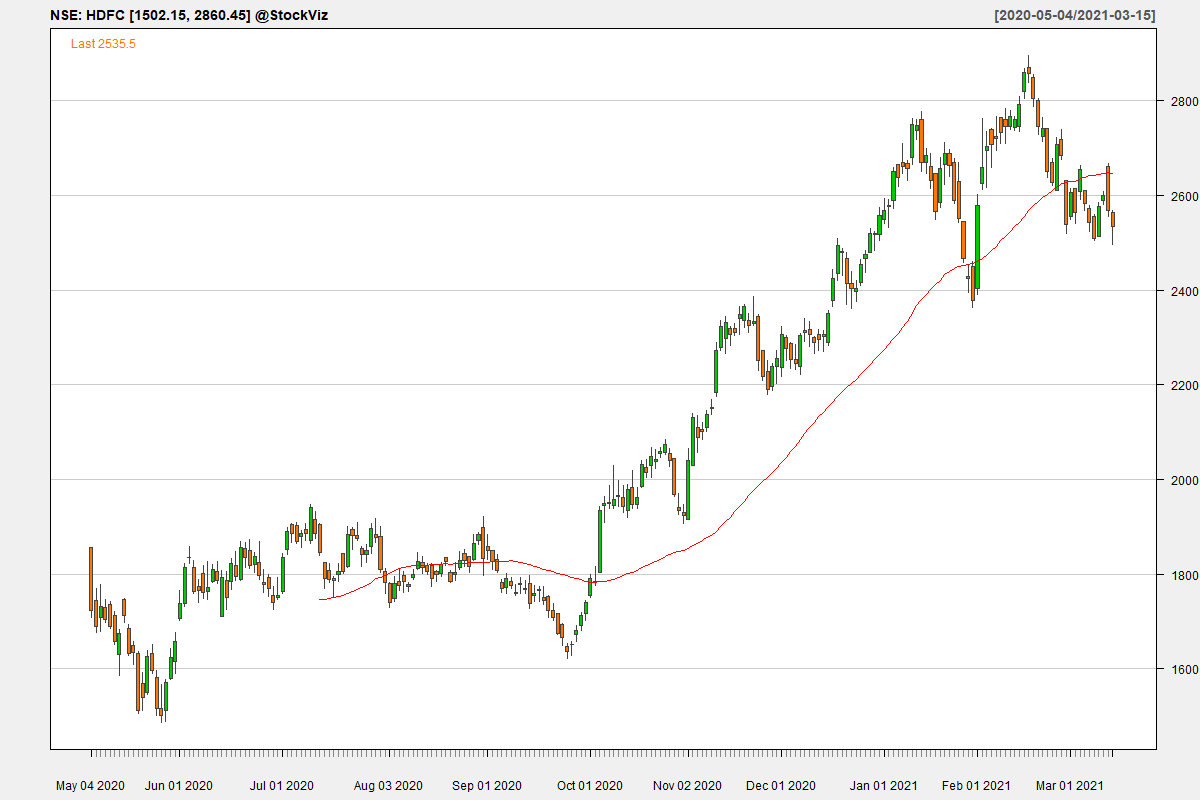 NSE: HDFC [1502.15, 2860.45] @StockViz
[2020-05-04/2021-03-15]
Last 2535.5
2800
2600
2400
2200
2000
1800
1600
May 04 2020 Jun 01 2020 Jul 01 2020 Aug 03 2020 Sep 01 2020 Oct 01 2020 Nov 02 2020 Dec 01 2020 Jan 01 2021 Feb 01 2021 Mar 01 2021